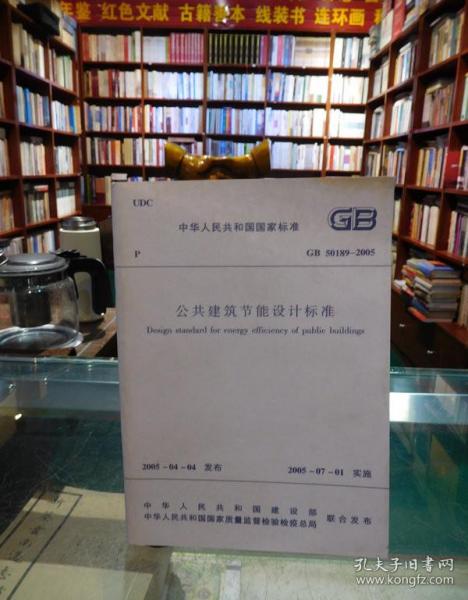 年鉴 红色文献 古籍善本 线装书 连环画
UDC
中华人民共和国国家标准
GB
P
GB 50189-2005
公共建筑节能设计标准
Design standard for energy efficiency of public buildings
2005-04-04 发布
2005-07-01 实施
中华人民共和国建设部
中华人民共和国国家质量监督检验检疫总局
联合发布
孔夫子旧书网
www.kongfz.com